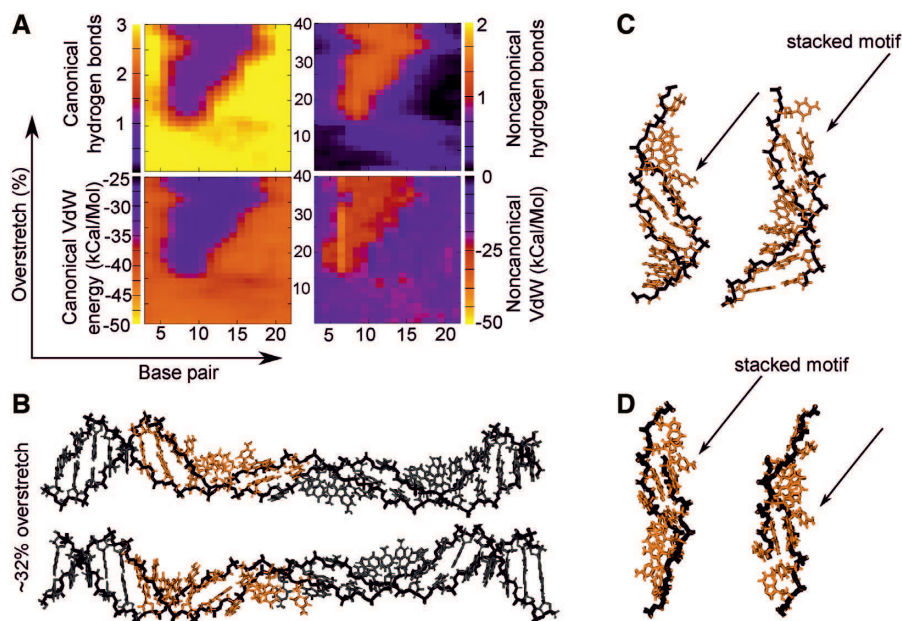 A
Canonical
hydrogen bonds
3
2
1
40
30
20
10
2
1
0
Noncanonical
hydrogen bonds
Overstretch (%)
Canonical VdW
energy (kCal/Mol)
-25
-30
-35
-40
-45
-50
40
30
20
10
0
-25
-50
Noncanonical
VdW (kCal/Mol)
5 10 15 20 5 10 15 20
Base pair
B
~32% overstretch
C
stacked motif
D
stacked motif